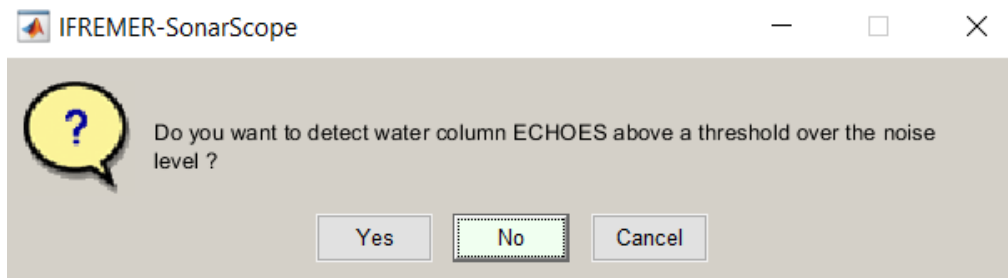 IFREMER-SonarScope
?
Do you want to detect water column ECHOES above a threshold over the noise
level ?
Yes No Cancel